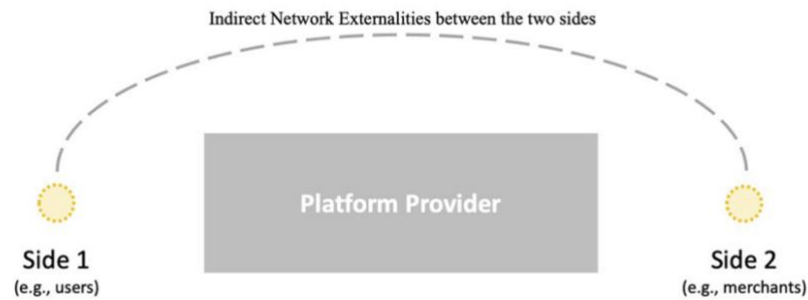 Indirect Network Externalities between the two sides
Platform Provider
Side 1
(e.g., users)
Side 2
(e.g., merchants)